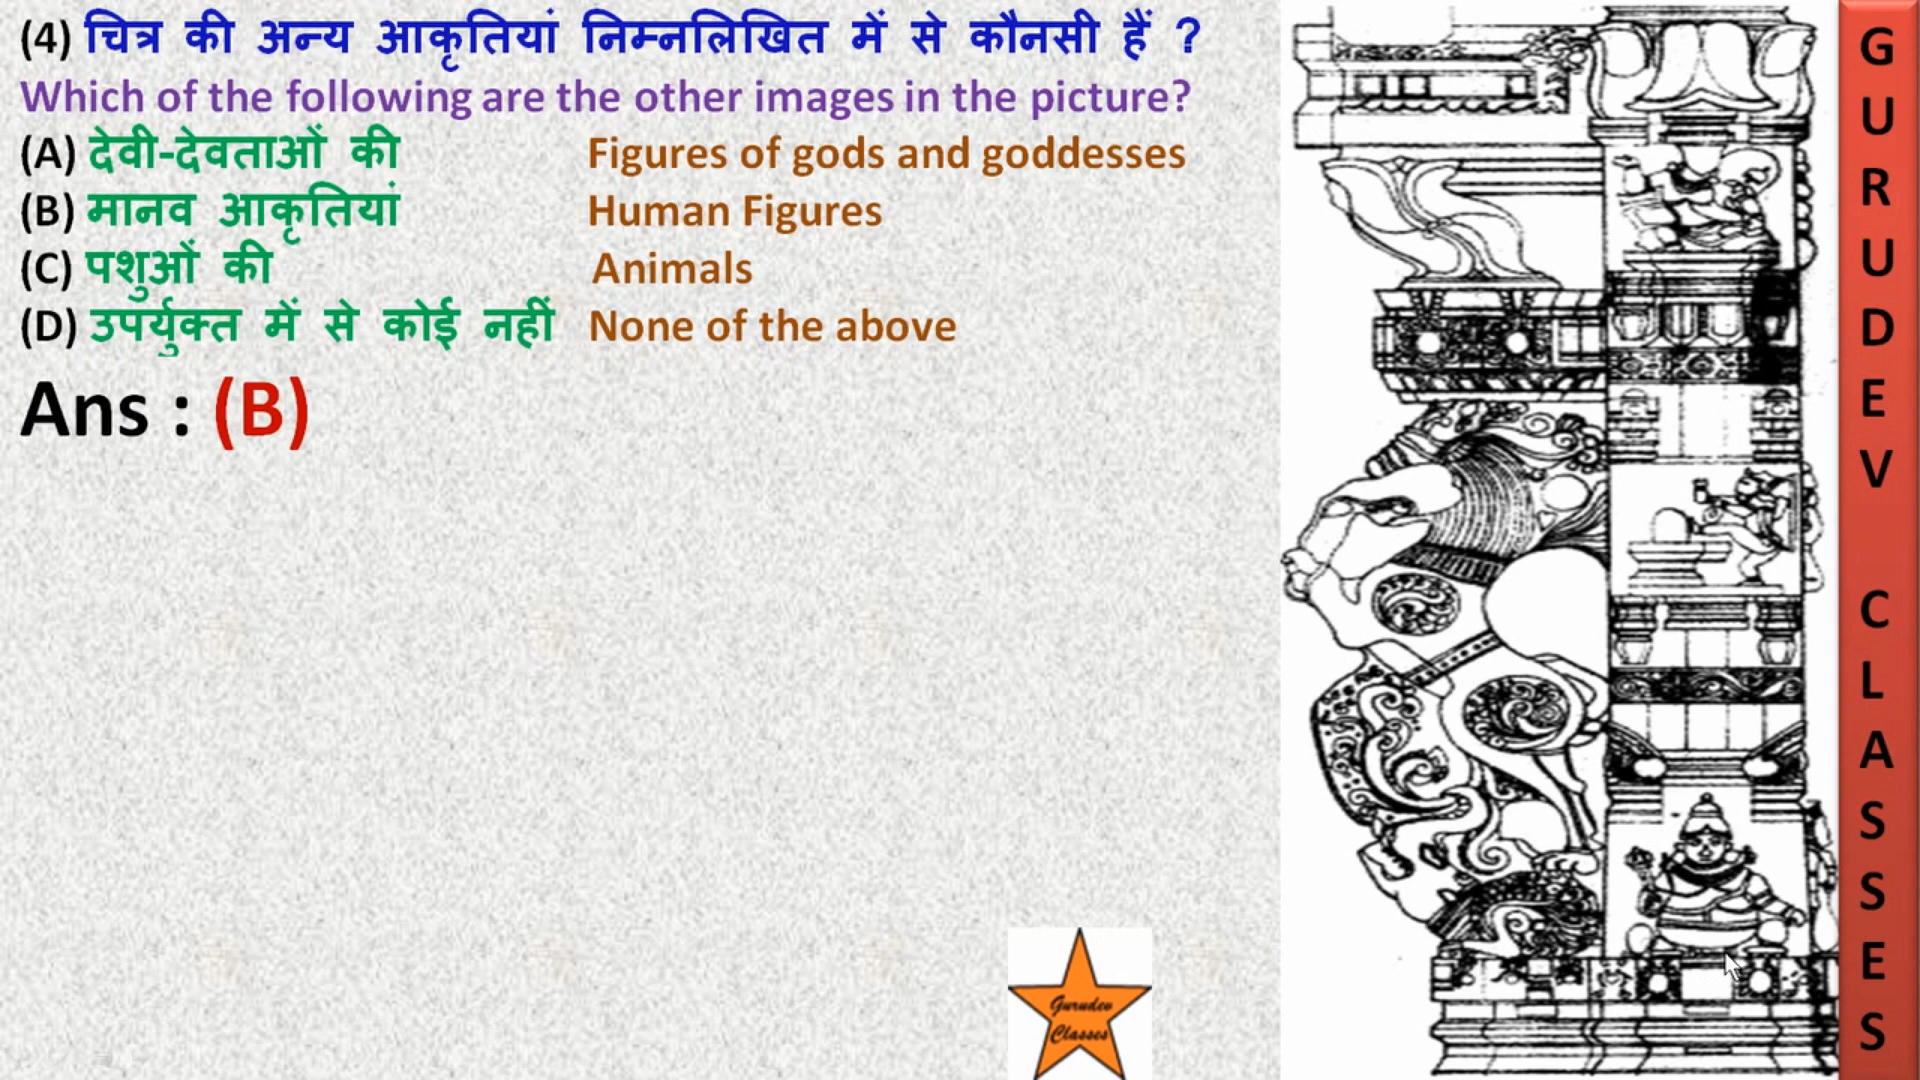 (4) चित्र की अन्य आकृतियां निम्नलिखित में से कौनसी हैं ?
Which of the following are the other images in the picture?
(A) देवी-देवताओं की Figures of gods and goddesses
(B) मानव आकृतियां Human Figures
(C) पशुओं की Animals
(D) उपर्युक्त में से कोई नहीं None of the above
Ans : (B)
Gurudev
Classes
GURUDEV CLASSES